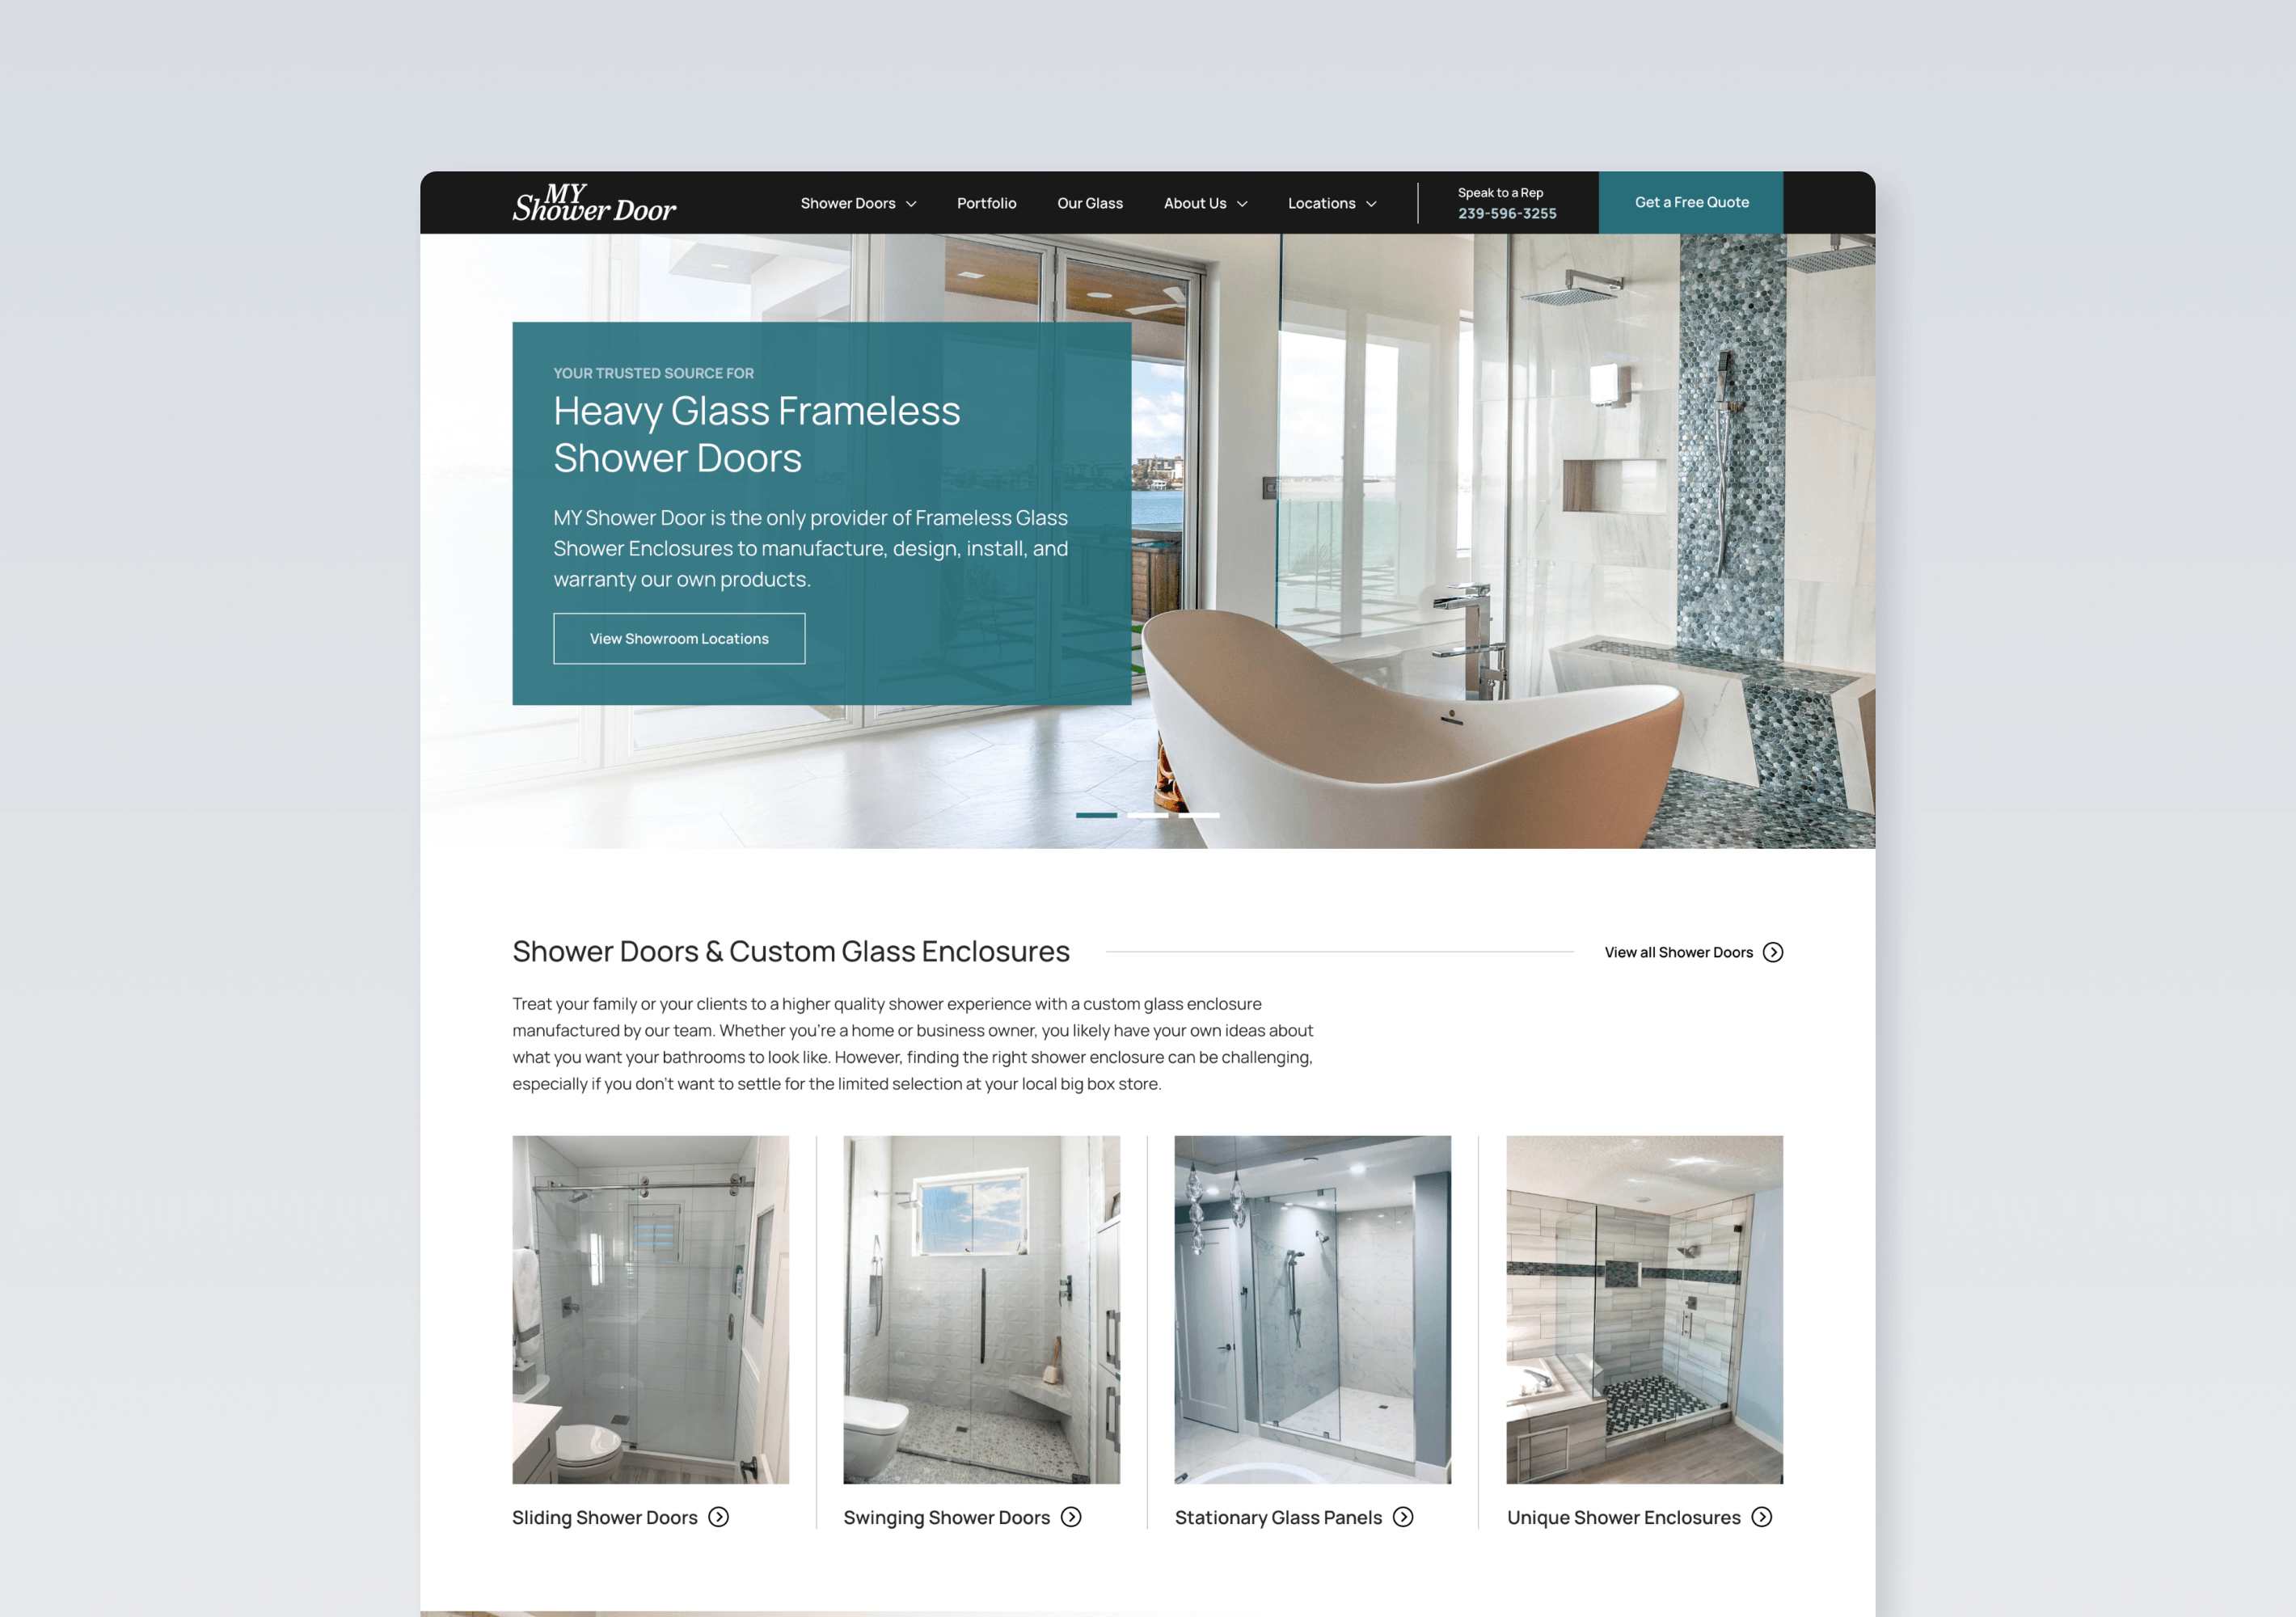 MY
Shower Door
Shower Doors
Portfolio
Our Glass
About Us
Locations
Speak to a Rep
239-596-3255
Get a Free Quote
YOUR TRUSTED SOURCE FOR
Heavy Glass Frameless
Shower Doors
MY Shower Door is the only provider of Frameless Glass
Shower Enclosures to manufacture, design, install, and
warranty our own products.
View Showroom Locations
Shower Doors & Custom Glass Enclosures
View all Shower Doors
Treat your family or your clients to a higher quality shower experience with a custom glass enclosure
manufactured by our team. Whether you're a home or business owner, you likely have your own ideas about
what you want your bathrooms to look like. However, finding the right shower enclosure can be challenging,
especially if you don't want to settle for the limited selection at your local big box store.
Sliding Shower Doors
Swinging Shower Doors
Stationary Glass Panels
Unique Shower Enclosures